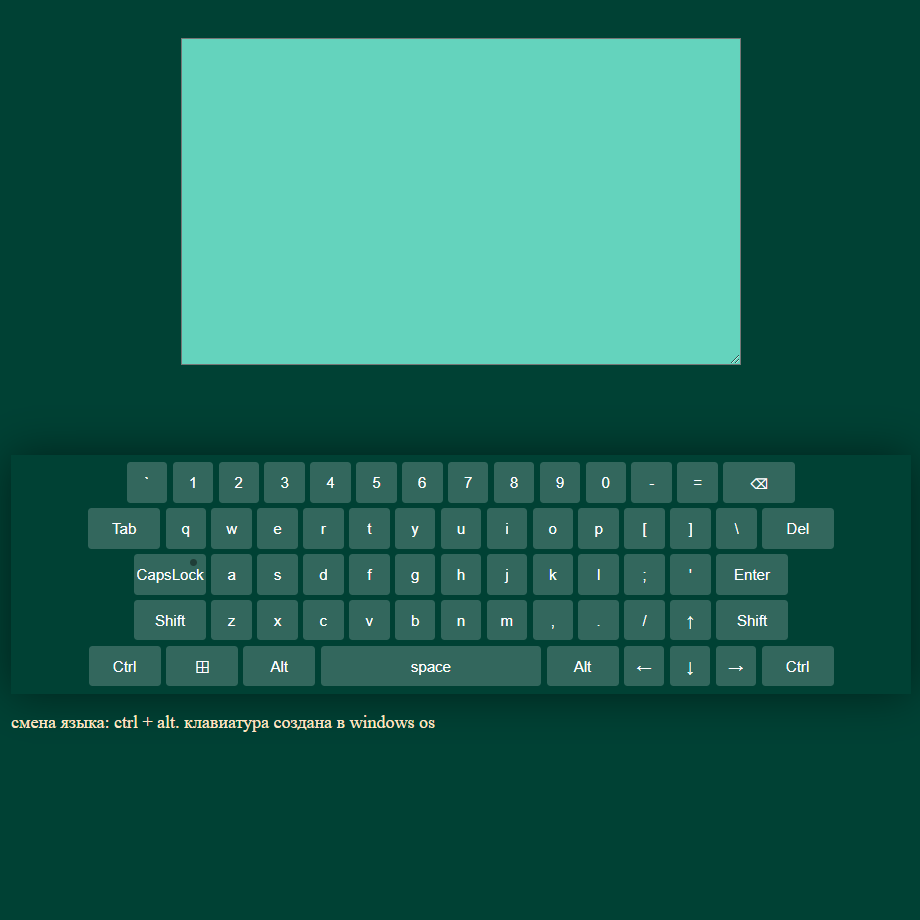 ` 1 2 3 4 5 6 7 8 9 0 - = ⌫
Tab q w e r t y u i o p [ ] \ Del
CapsLock a s d f g h j k l ; ' Enter
Shift z x c v b n m , . / ↑ Shift
Ctrl ⊞ Alt space Alt ← ↓ → Ctrl
смена языка: ctrl + alt. клавиатура создана в windows os